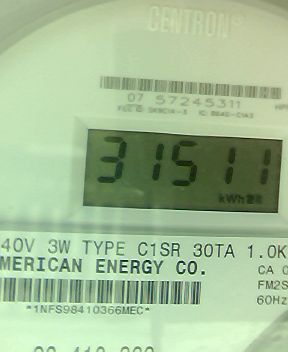 CENTRON®
07 57245311
31511
kWh
40V 3W TYPE C1SR 30TA 1.0K
MERICAN ENERGY CO.
CA 0
FM2S
60Hz
*1NFS98410366MEC*